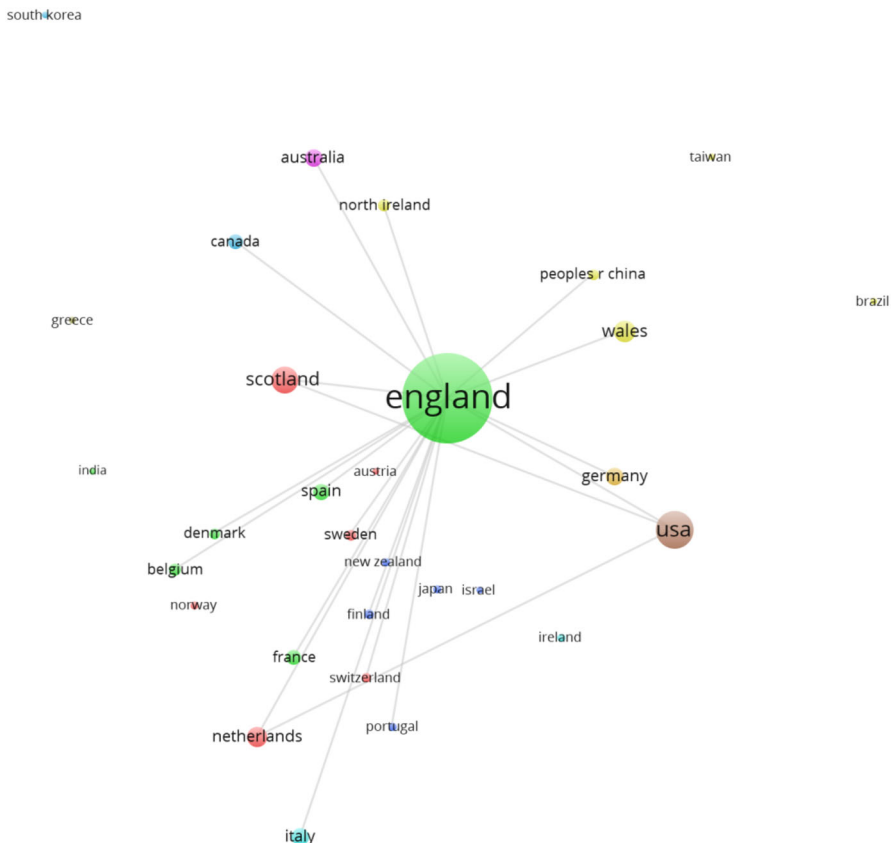 south korea
australia
taiwan
north ireland
canada
peoples r china
brazil
greece
wales
scotland
england
india
austria
germany
spain
denmark
sweden
usa
new zealand
belgium
japan
israel
norway
finland
ireland
france
switzerland
portugal
netherlands
italy